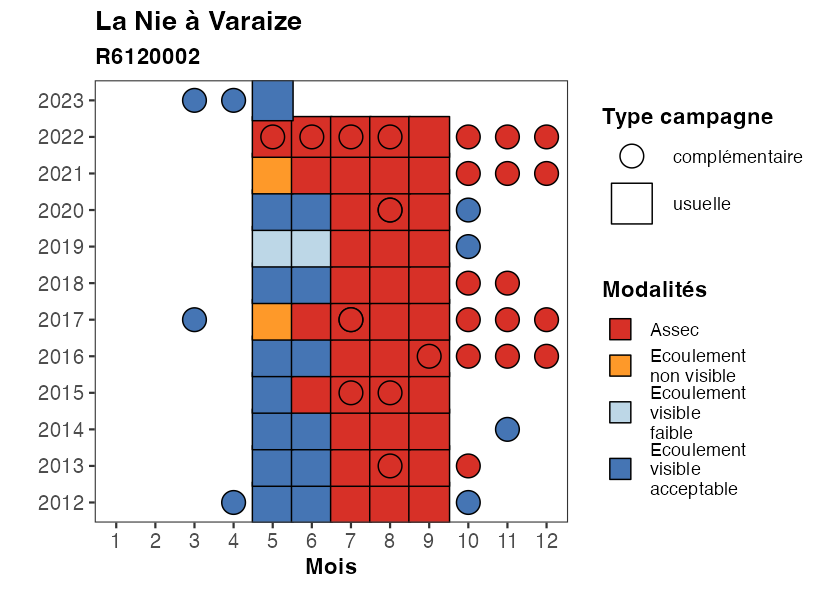 La Nie à Varaize
R6120002
2023
2022
2021
2020
2019
2018
2017
2016
2015
2014
2013
2012
1 2 3 4 5 6 7 8 9 10 11 12
Mois
Type campagne
complémentaire
usuelle
Modalités
Assec
Ecoulement
non visible
Ecoulement
visible
faible
Ecoulement
visible
acceptable